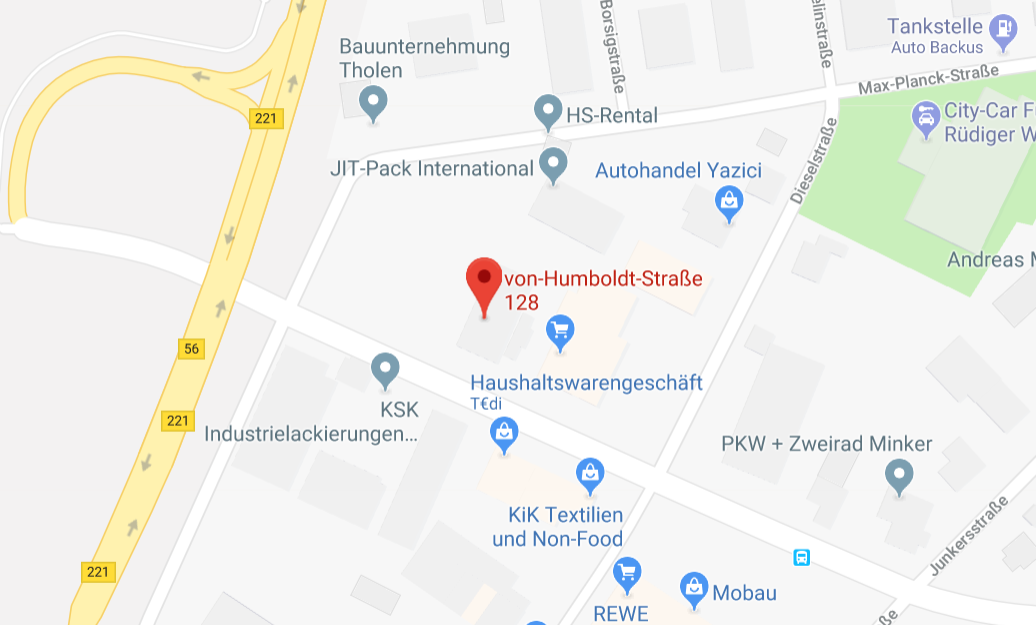 Borsigstraße
elinstraße
Tankstelle
Auto Backus
Bauunternehmung
Tholen
Max-Planck-Straße
221
HS-Rental
City-Car F
Rüdiger W
JIT-Pack International
Autohandel Yazici
Dieselstraße
Andreas M
von-Humboldt-Straße
128
56
Haushaltswarengeschäft
T€di
KSK
Industrielackierungen...
221
PKW + Zweirad Minker
KiK Textilien
und Non-Food
Junkersstraße
221
REWE
Mobau
ße